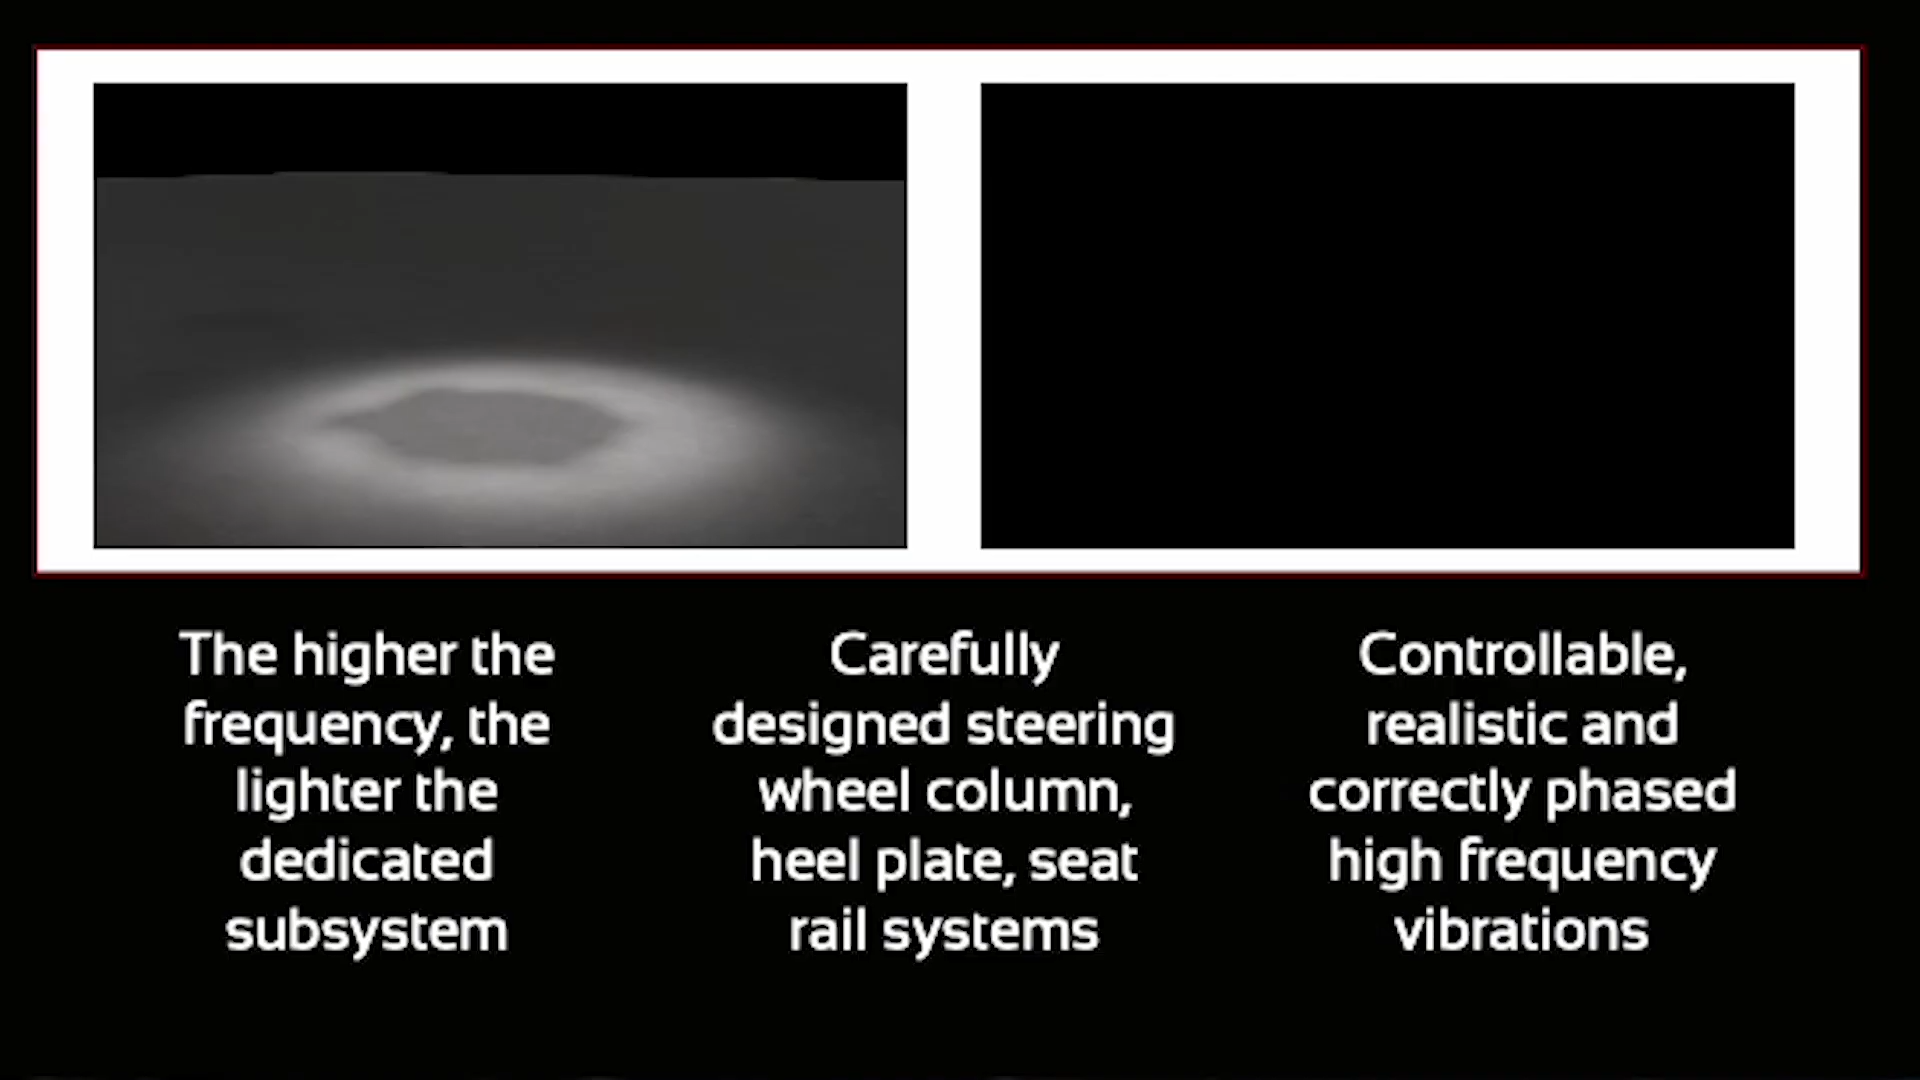 The higher the
frequency, the
lighter the
dedicated
subsystem
Carefully
designed steering
wheel column,
heel plate, seat
rail systems
Controllable,
realistic and
correctly phased
high frequency
vibrations